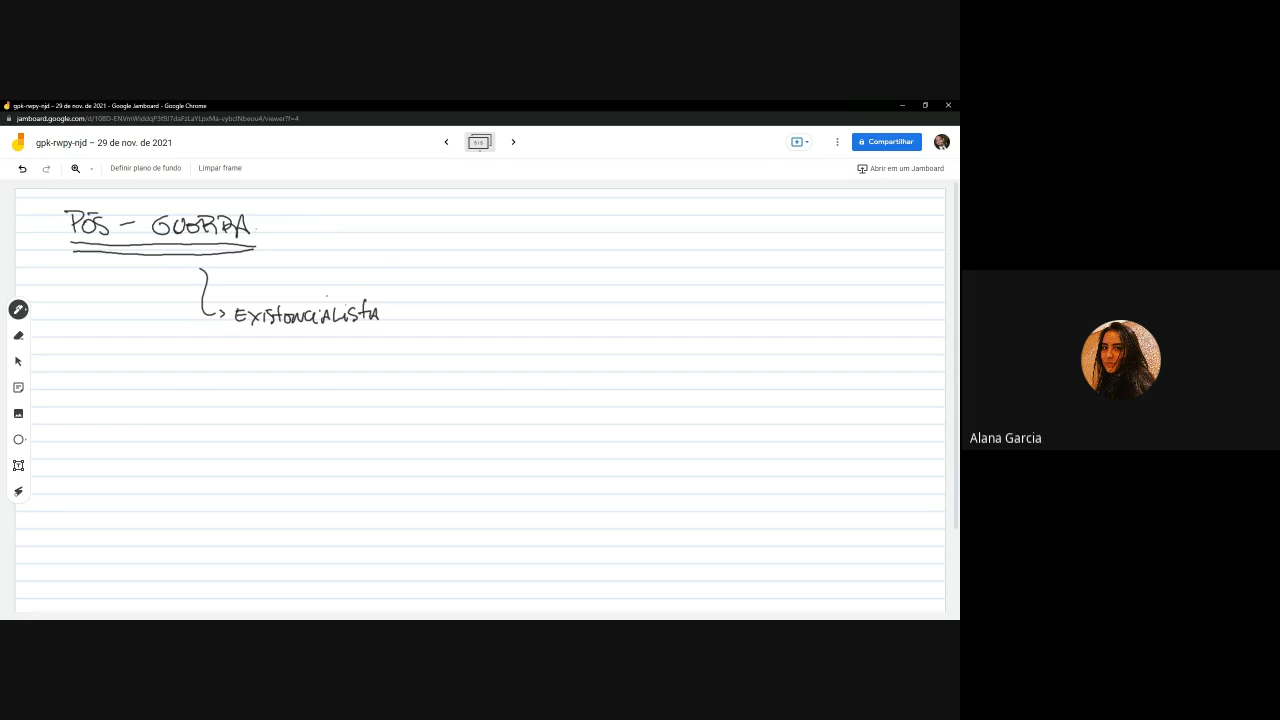 gpk-rwpy-njd – 29 de nov. de 2021 - Google Jamboard - Google Chrome
gpk-rwpy-njd – 29 de nov. de 2021
Compartilhar
Definir plano de fundo
Limpar frame
Abrir em um Jamboard
PÓS - GUERRA
EXistENCiALiStA
Alana Garcia